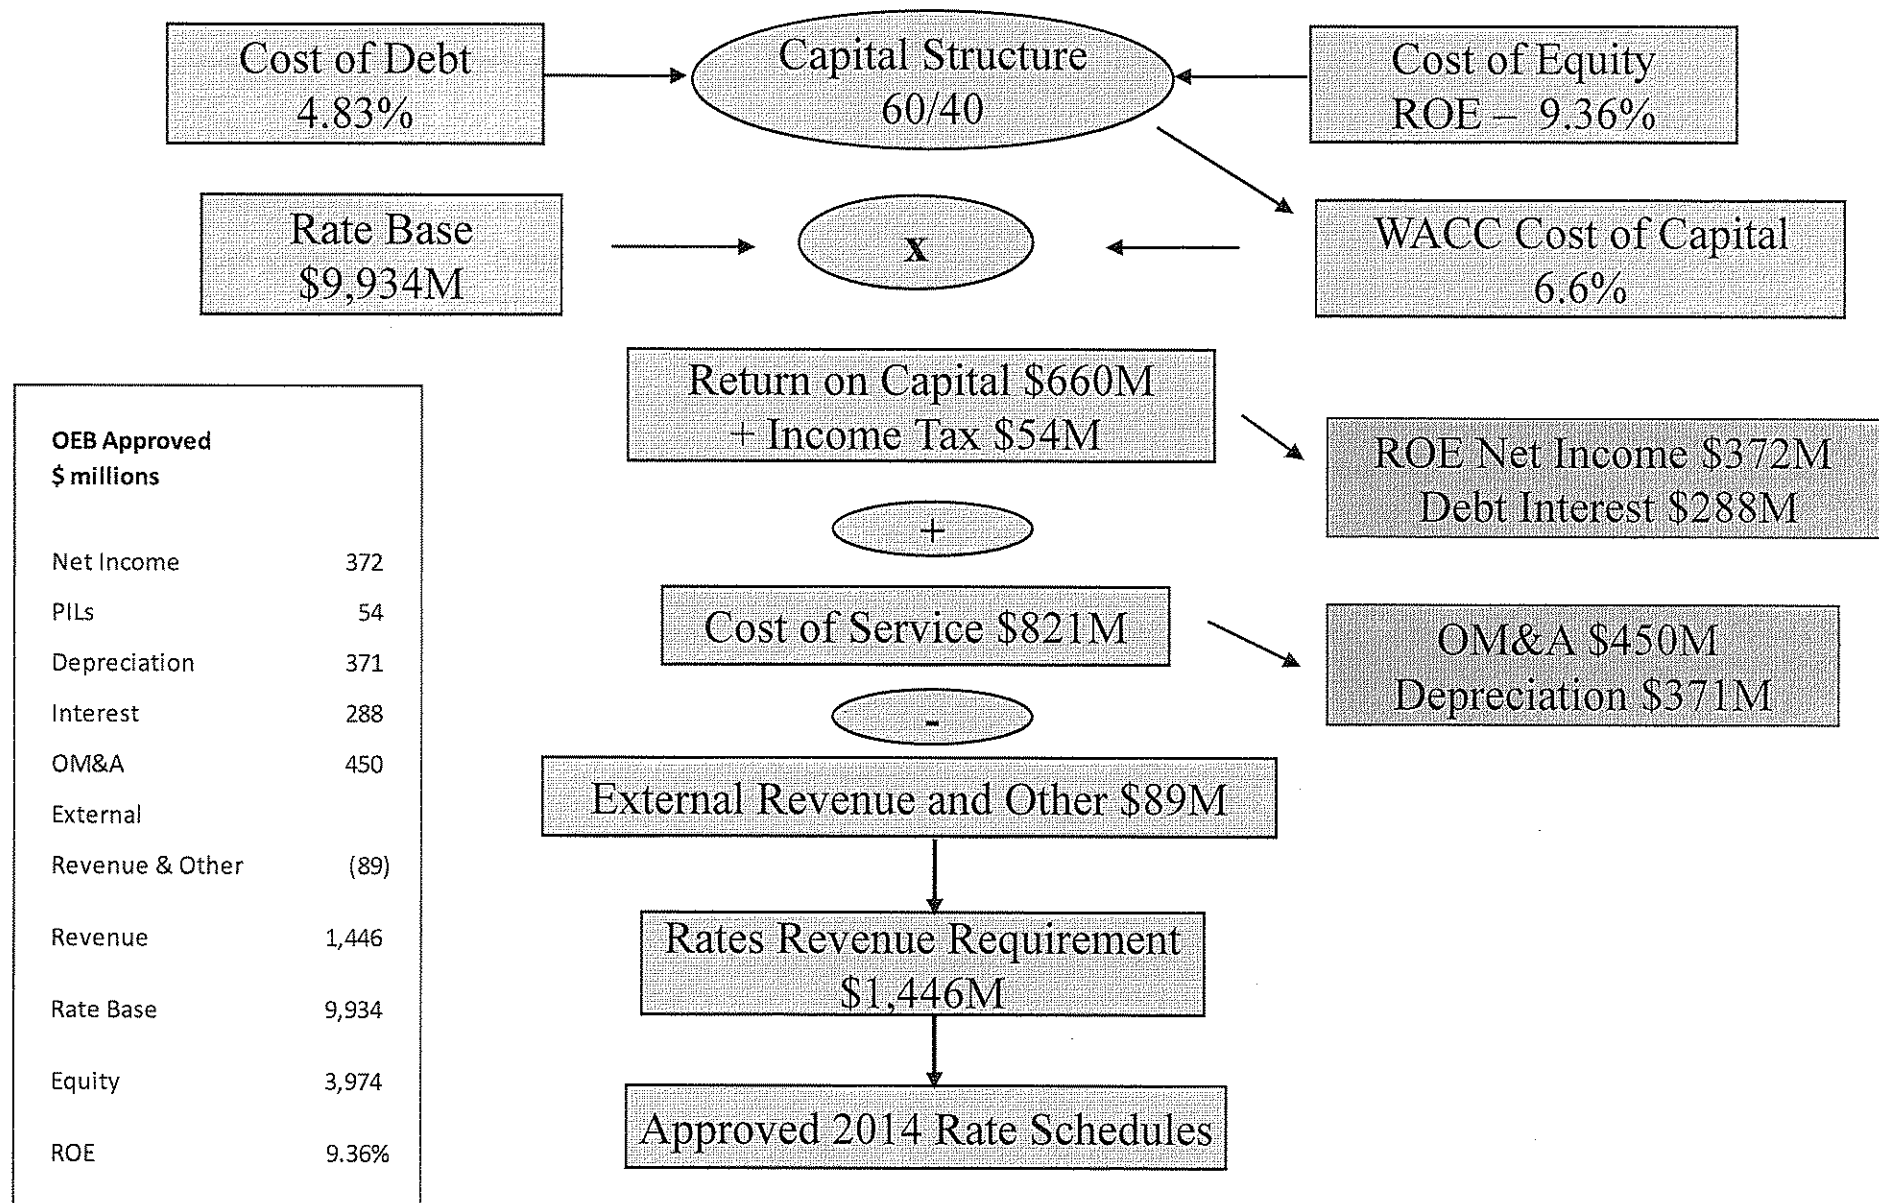 Cost of Debt
4.83%
Capital Structure
60/40
Cost of Equity
ROE – 9.36%
Rate Base
$9,934M
x
WACC Cost of Capital
6.6%
Return on Capital $660M
+ Income Tax $54M
ROE Net Income $372M
Debt Interest $288M
+
Cost of Service $821M
OM&A $450M
Depreciation $371M
-
External Revenue and Other $89M
Rates Revenue Requirement
$1,446M
Approved 2014 Rate Schedules
OEB Approved
$ millions
Net Income 372
PILs 54
Depreciation 371
Interest 288
OM&A 450
External
Revenue & Other (89)
Revenue 1,446
Rate Base 9,934
Equity 3,974
ROE 9.36%